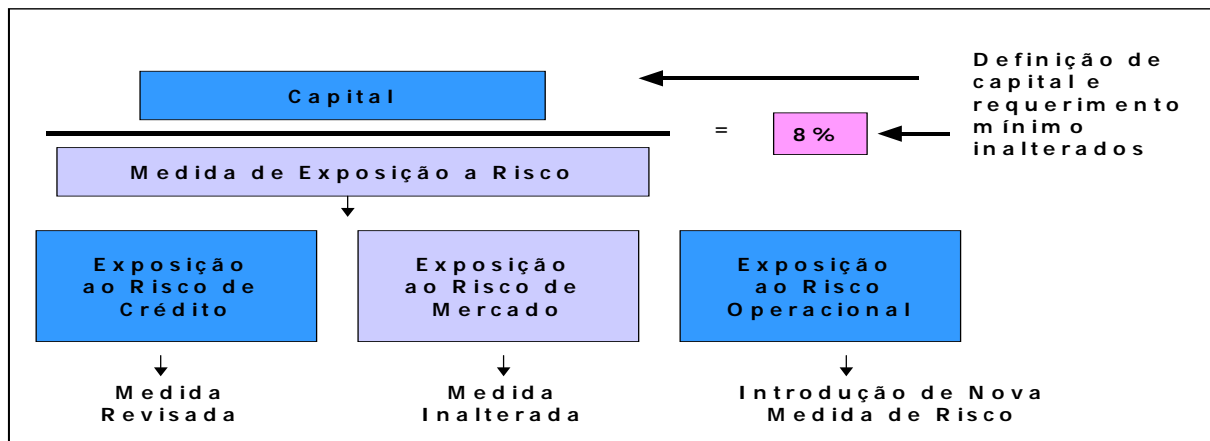 Capital
Medida de Exposição a Risco
=
8%
Definição de
capital e
requerimento
mínimo
inalterados
Exposição
ao Risco de
Crédito
Exposição
ao Risco de
Mercado
Exposição
ao Risco
Operacional
Medida
Revisada
Medida
Inalterada
Introdução de Nova
Medida de Risco